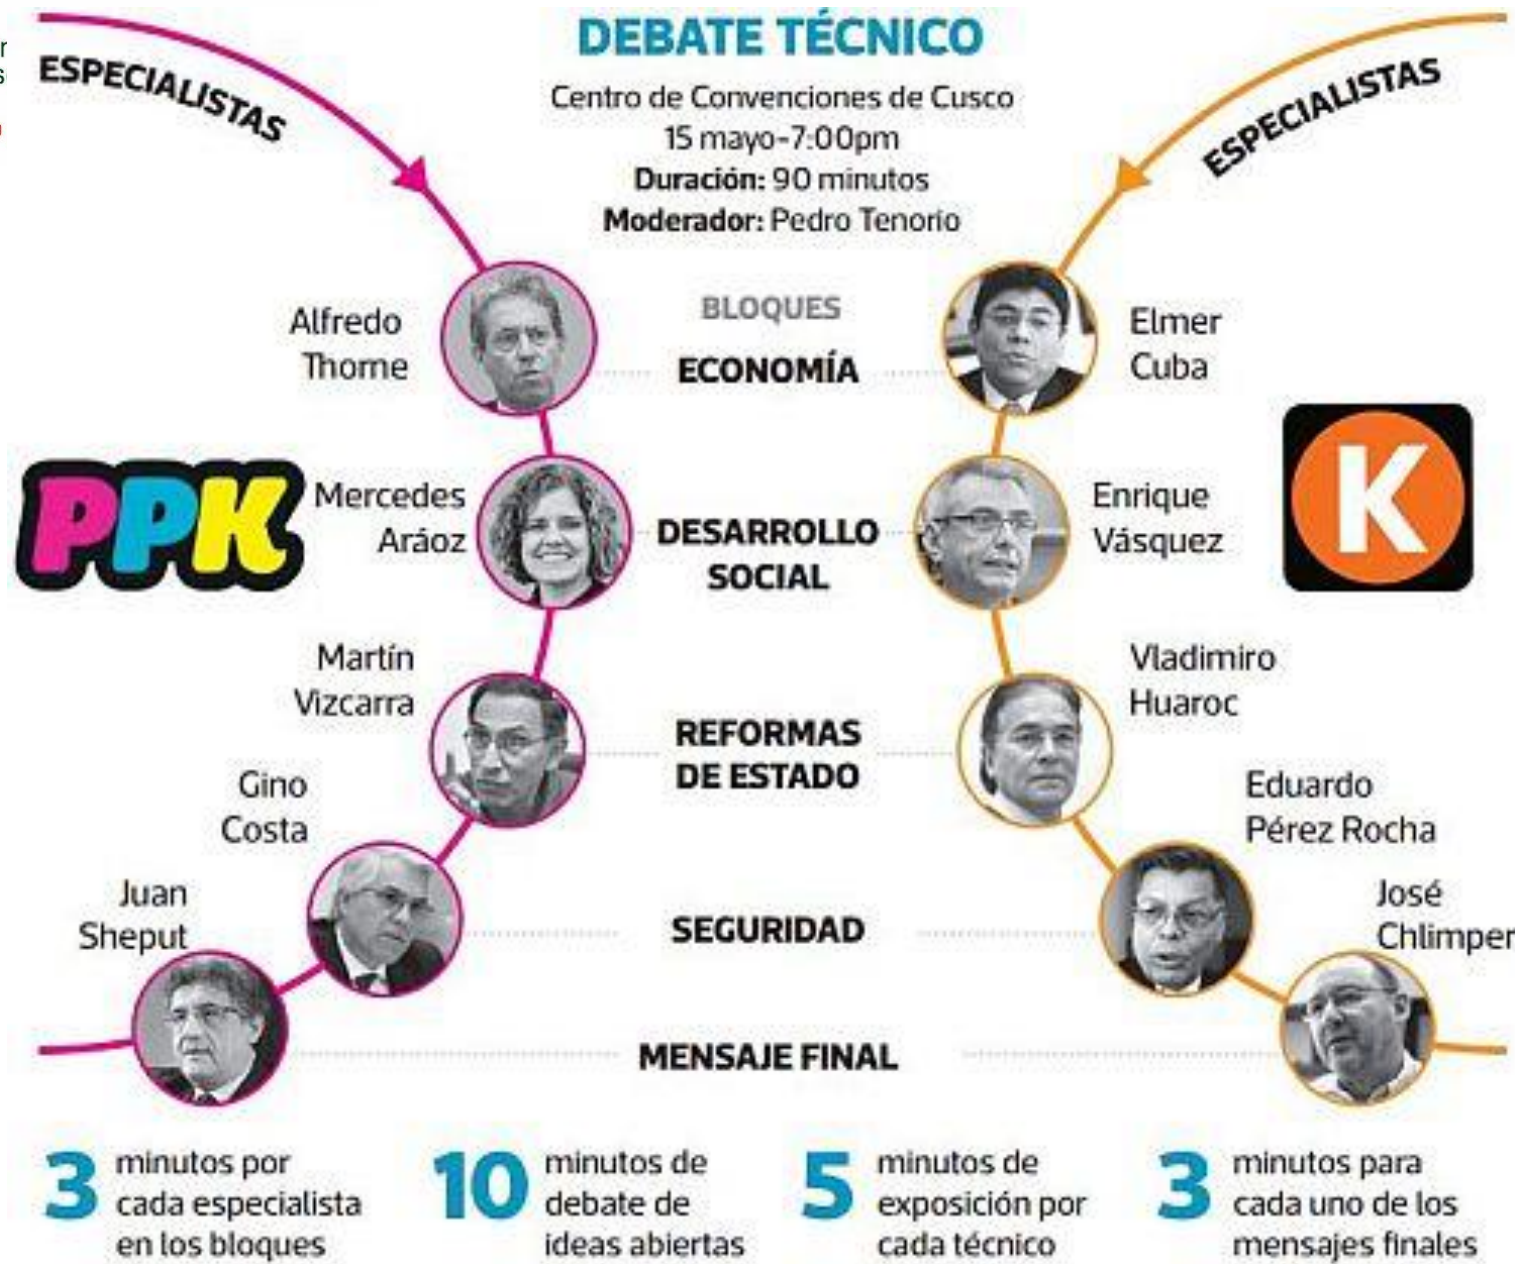 DEBATE TÉCNICO
Centro de Convenciones de Cusco
15 mayo-7:00pm
Duración: 90 minutos
Moderador: Pedro Tenorio
ESPECIALISTAS
ESPECIALISTAS
BLOQUES
Alfredo
Thorne
ECONOMÍA
Elmer
Cuba
PPK
Mercedes
Aráoz
DESARROLLO
SOCIAL
Enrique
Vásquez
K
Martín
Vizcarra
REFORMAS
DE ESTADO
Vladimiro
Huaroc
Gino
Costa
SEGURIDAD
Eduardo
Pérez Rocha
Juan
Sheput
MENSAJE FINAL
José
Chlimper
3 minutos por
cada especialista
en los bloques
10 minutos de
debate de
ideas abiertas
5 minutos de
exposición por
cada técnico
3 minutos para
cada uno de los
mensajes finales